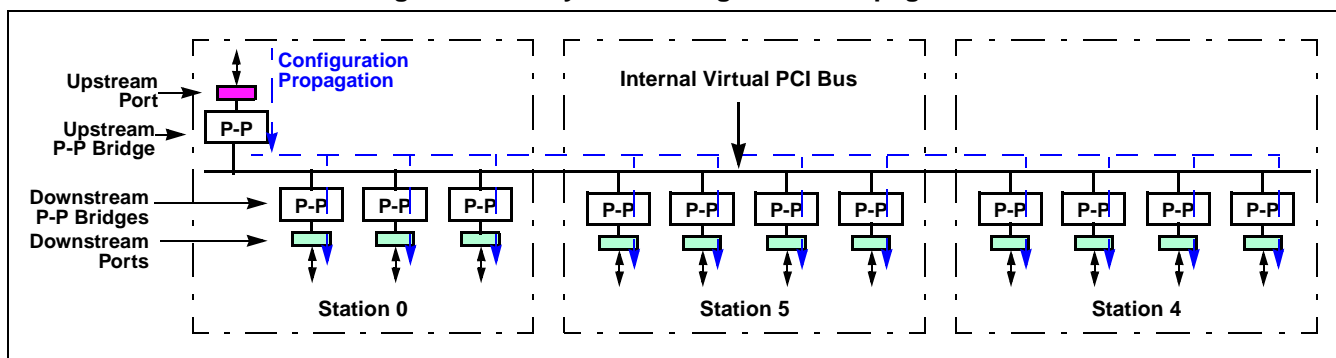 Configuration
Propagation
Internal Virtual PCI Bus
Upstream
Port
P-P
Upstream
P-P Bridge
Downstream
P-P Bridges
P-P P-P P-P P-P P-P P-P P-P P-P P-P P-P P-P
Downstream
Ports
Station 0 Station 5 Station 4